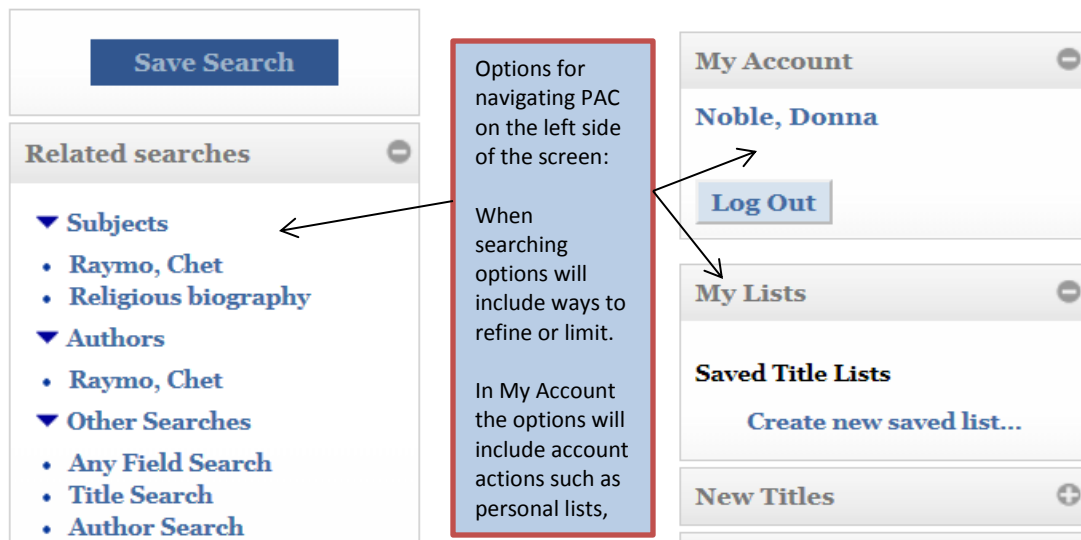 Save Search
Related searches
Subjects
Raymo, Chet
Religious biography
Authors
Raymo, Chet
Other Searches
Any Field Search
Title Search
Author Search
Options for
navigating PAC
on the left side
of the screen:
When
searching
options will
include ways to
refine or limit.
In My Account
the options will
include account
actions such as
personal lists,
My Account
Noble, Donna
Log Out
My Lists
Saved Title Lists
Create new saved list...
New Titles